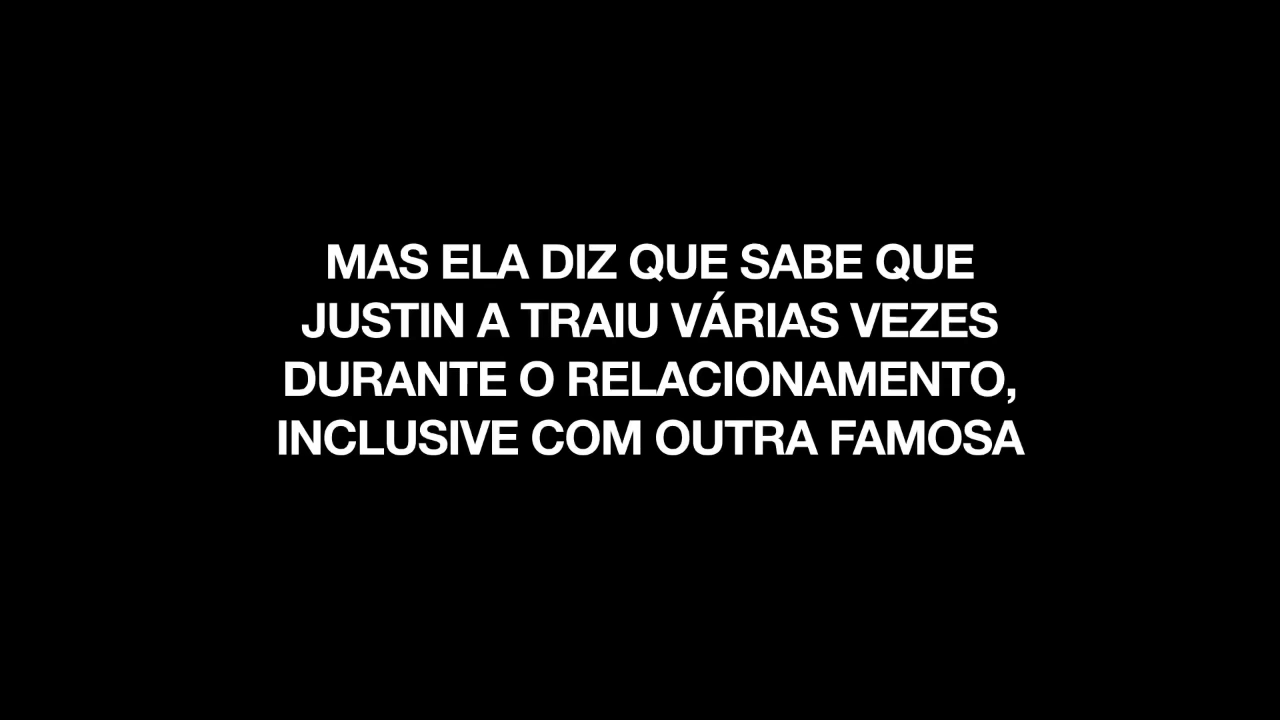 MAS ELA DIZ QUE SABE QUE
JUSTIN A TRAIU VÁRIAS VEZES
DURANTE O RELACIONAMENTO,
INCLUSIVE COM OUTRA FAMOSA